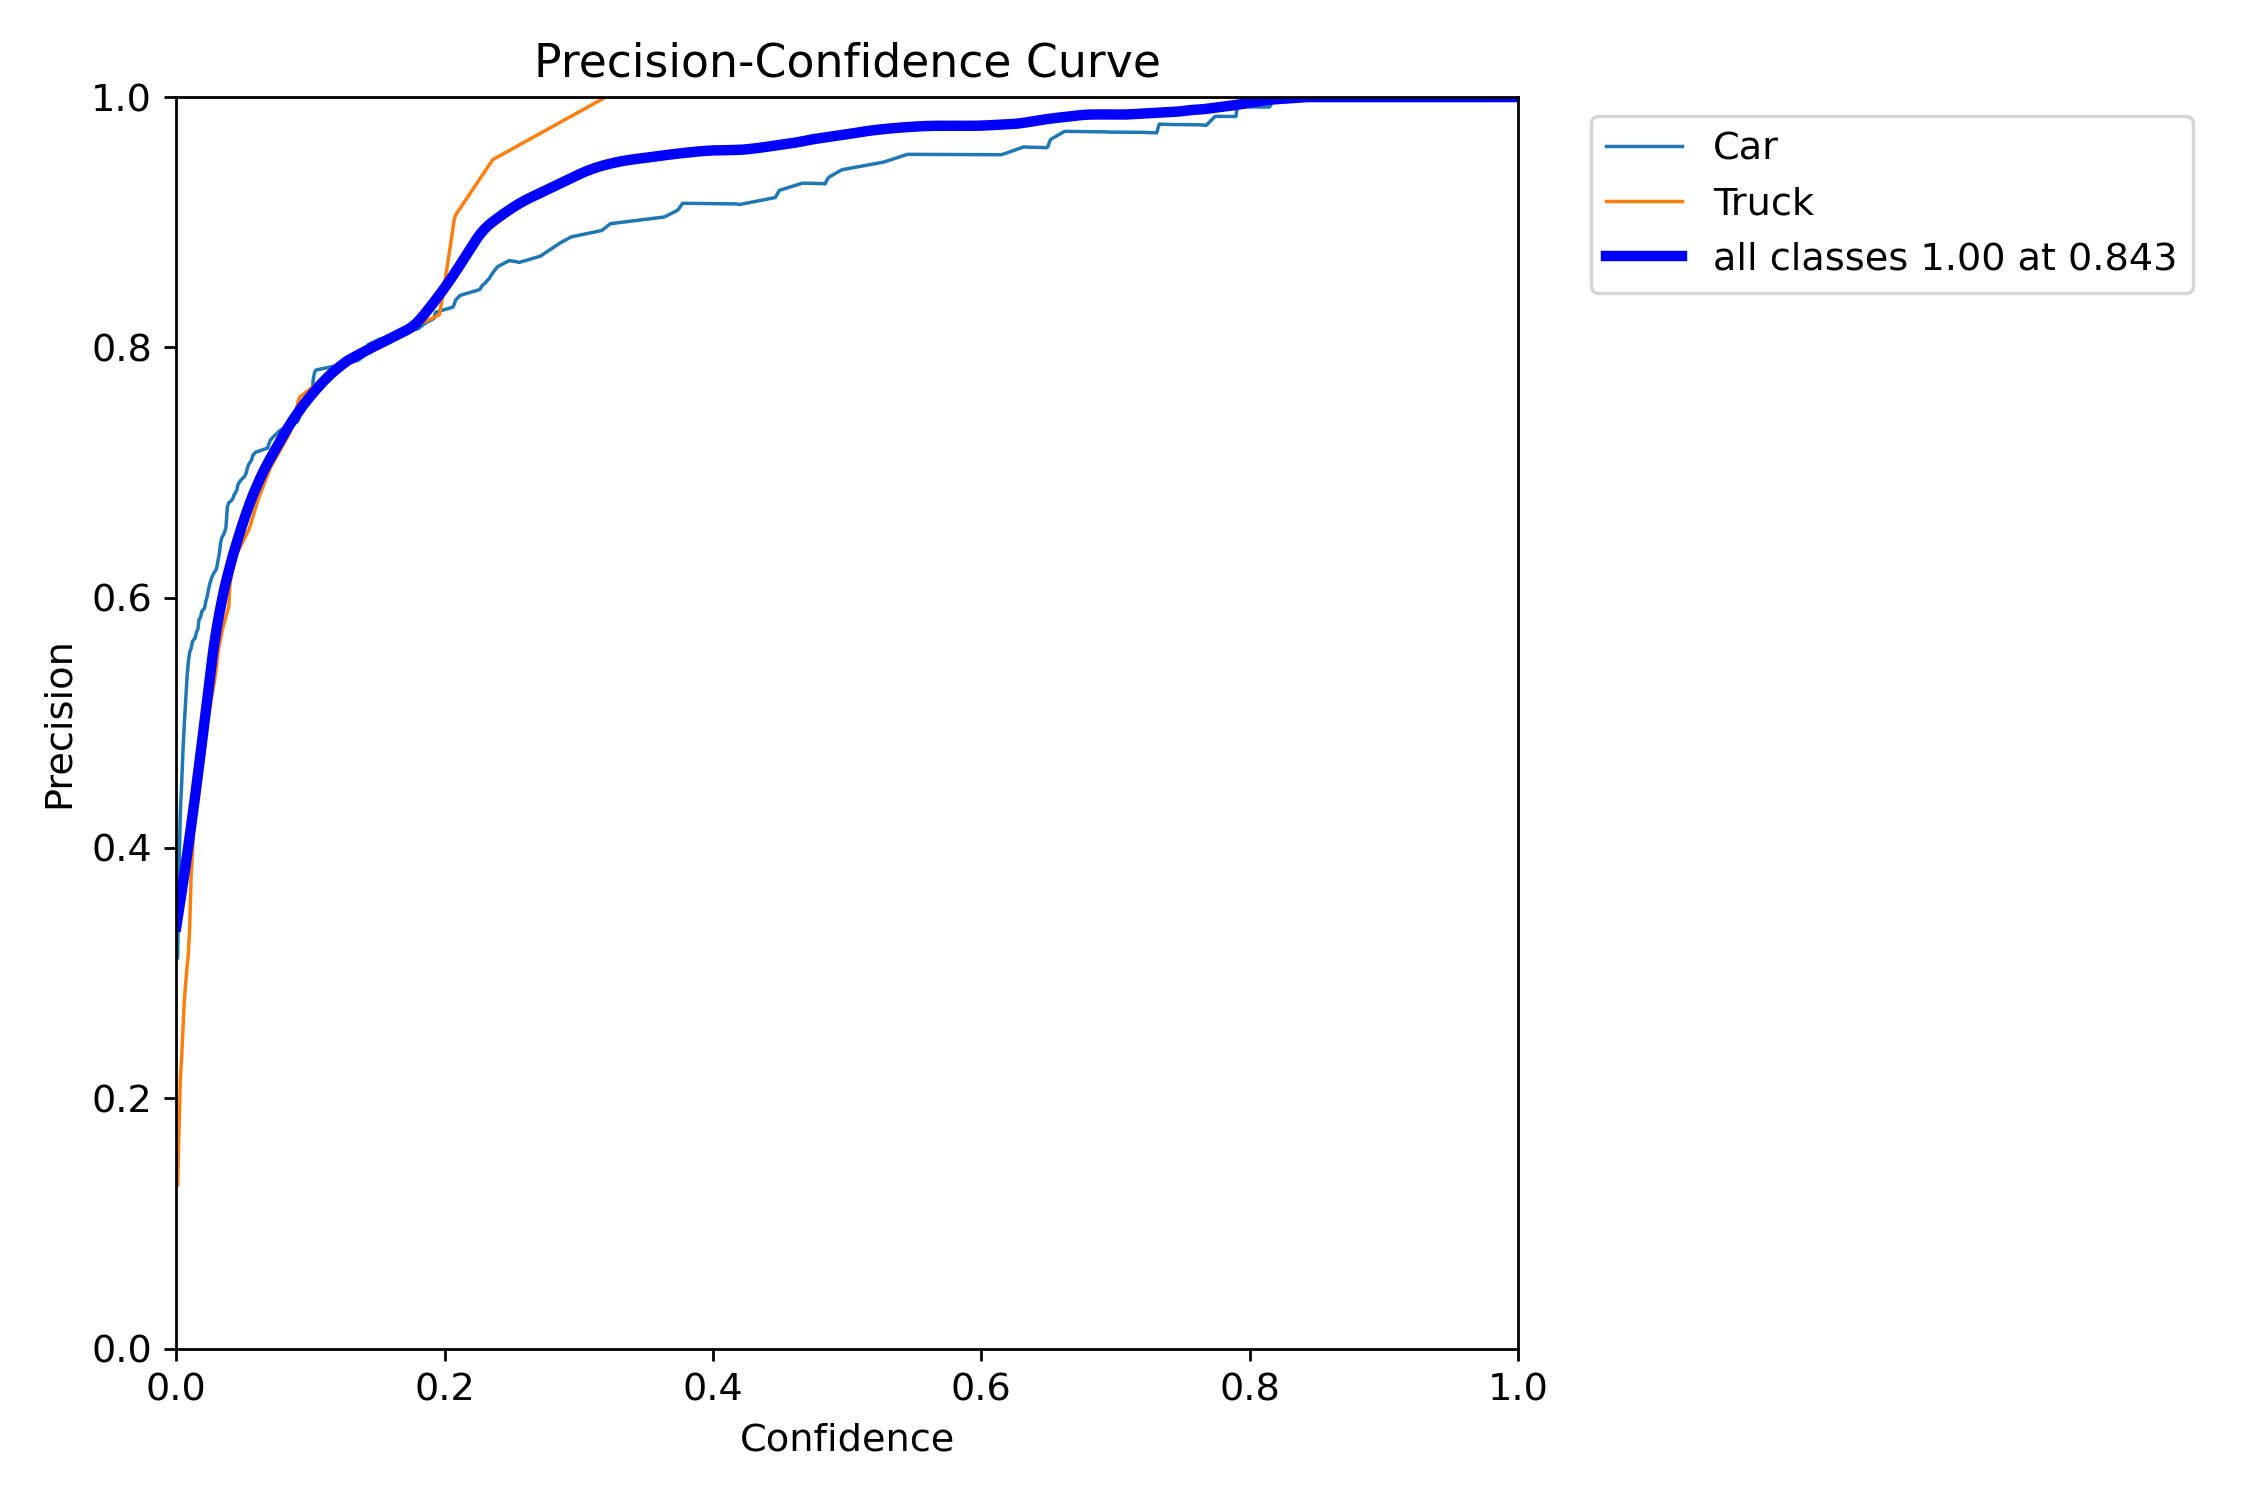 Precision-Confidence Curve
1.0
0.8
0.6
0.4
0.2
0.0
Precision
0.0 0.2 0.4 0.6 0.8 1.0
Confidence
Car
Truck
all classes 1.00 at 0.843